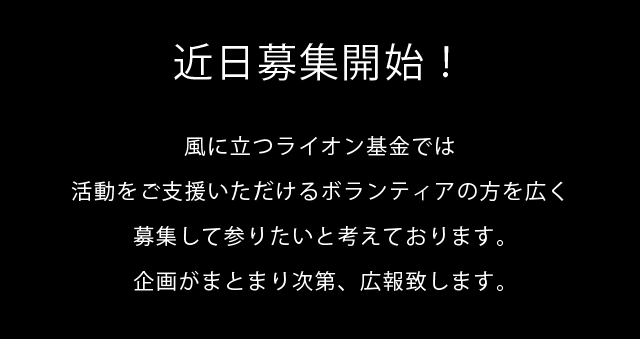 近日募集開始！
風に立つライオン基金では
活動をご支援いただけるボランティアの方を広く
募集して参りたいと考えております。
企画がまとまり次第、広報致します。